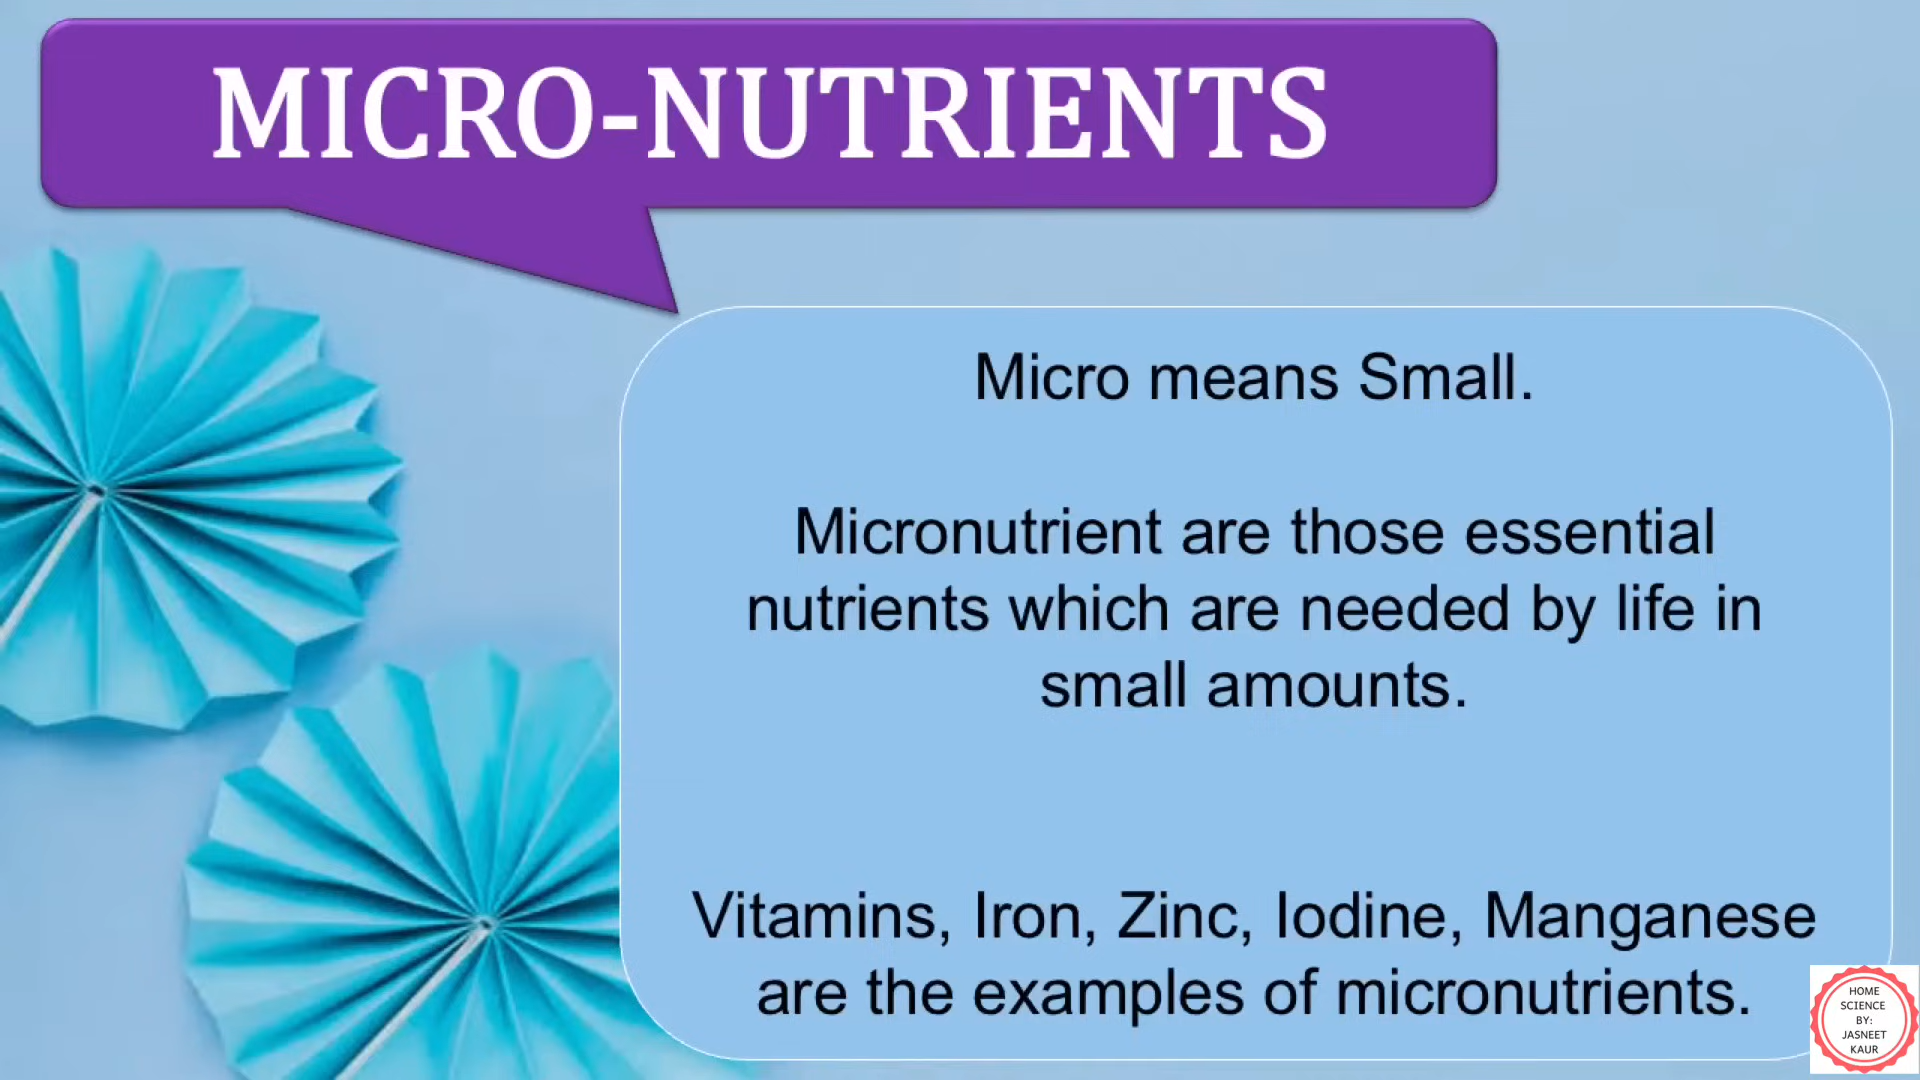 MICRO-NUTRIENTS
Micro means Small.
Micronutrient are those essential
nutrients which are needed by life in
small amounts.
Vitamins, Iron, Zinc, Iodine, Manganese
are the examples of micronutrients.
HOME
SCIENCE
BY:
JASNEET
KAUR